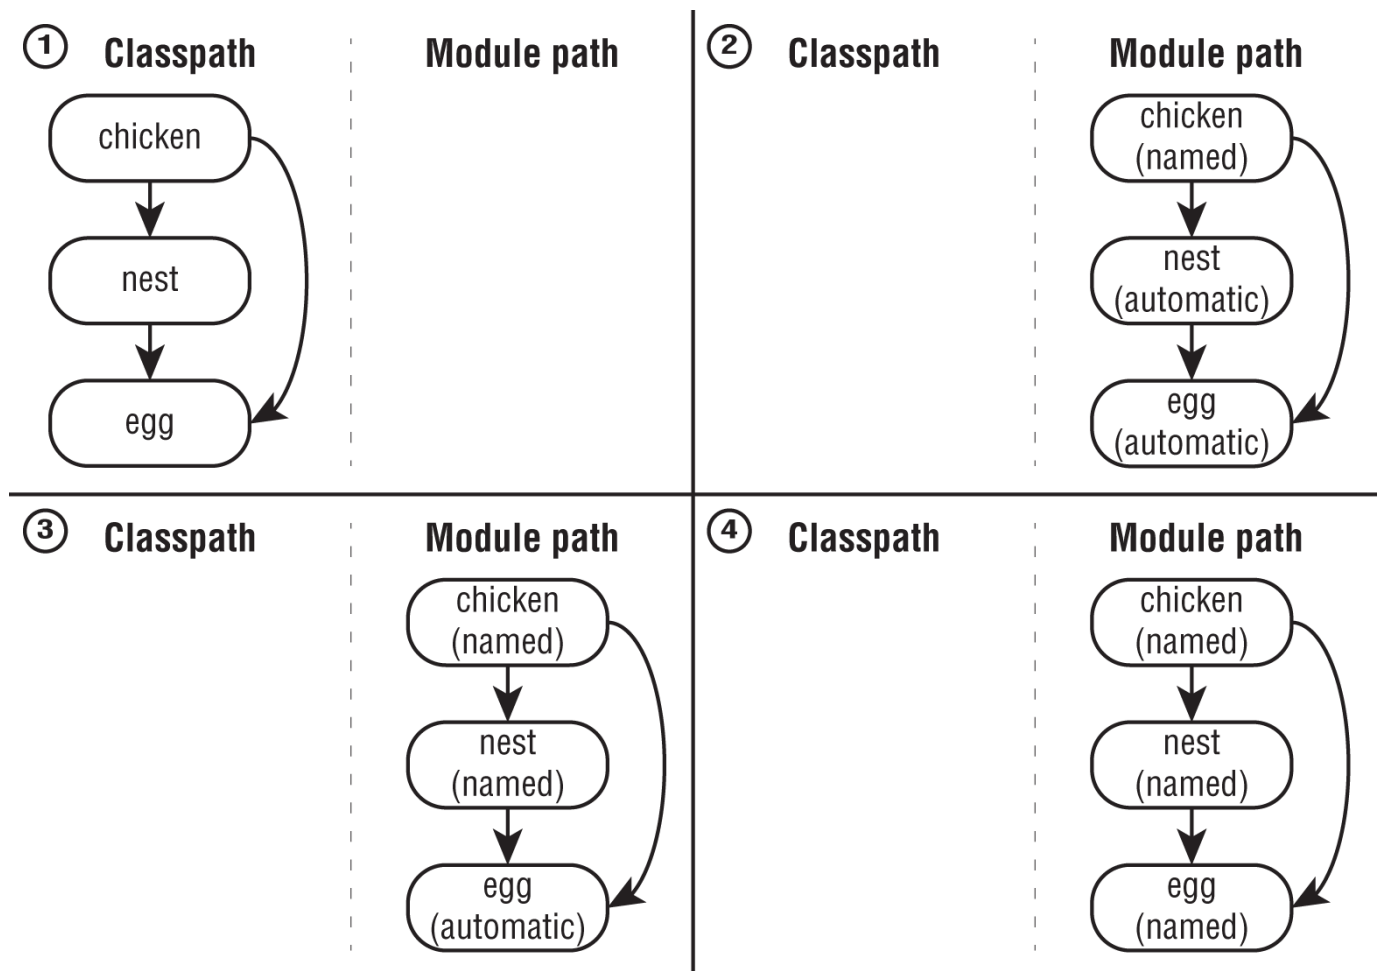 1 Classpath Module path
chicken
nest
egg
2 Classpath Module path
chicken
(named)
nest
(automatic)
egg
(automatic)
3 Classpath Module path
chicken
(named)
nest
(named)
egg
(automatic)
4 Classpath Module path
chicken
(named)
nest
(named)
egg
(named)